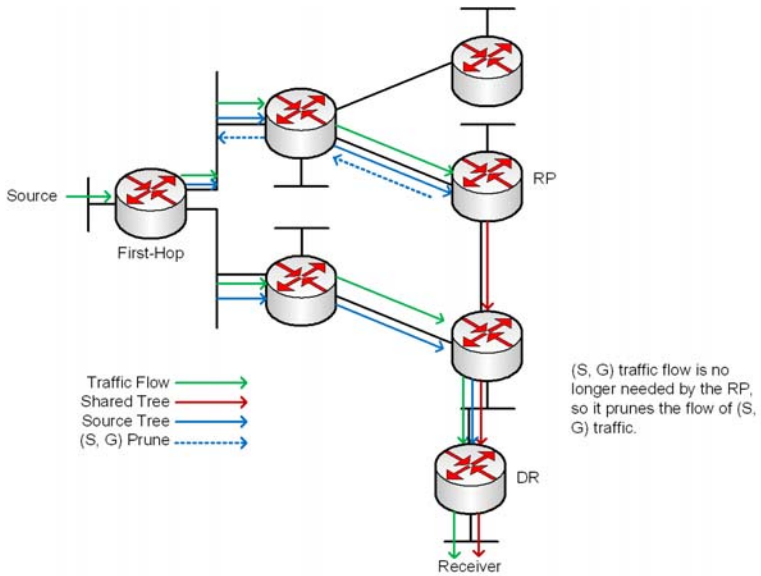 RP
Source
First-Hop
Traffic Flow
Shared Tree
Source Tree
(S, G) Prune
(S, G) traffic flow is no
longer needed by the RP,
so it prunes the flow of (S,
G) traffic.
DR
Receiver